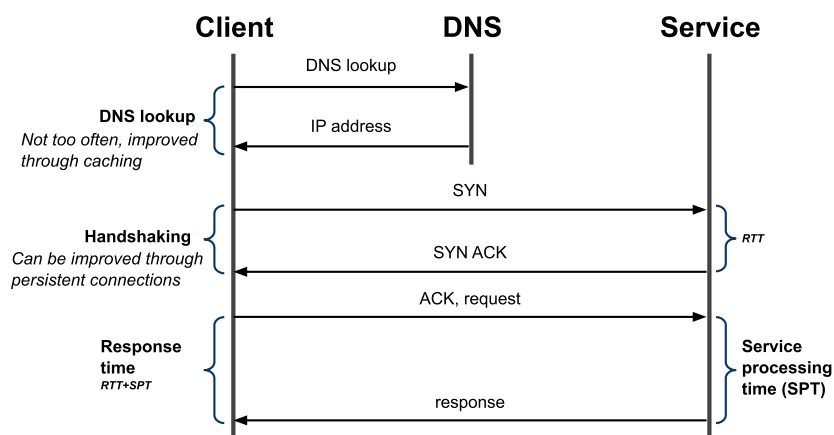 Client
DNS
Service
DNS lookup
DNS lookup
Not too often, improved
through caching
IP address
SYN
Handshaking
Can be improved through
persistent connections
RTT
SYN ACK
ACK, request
Response
time
RTT+SPT
Service
processing
time (SPT)
response